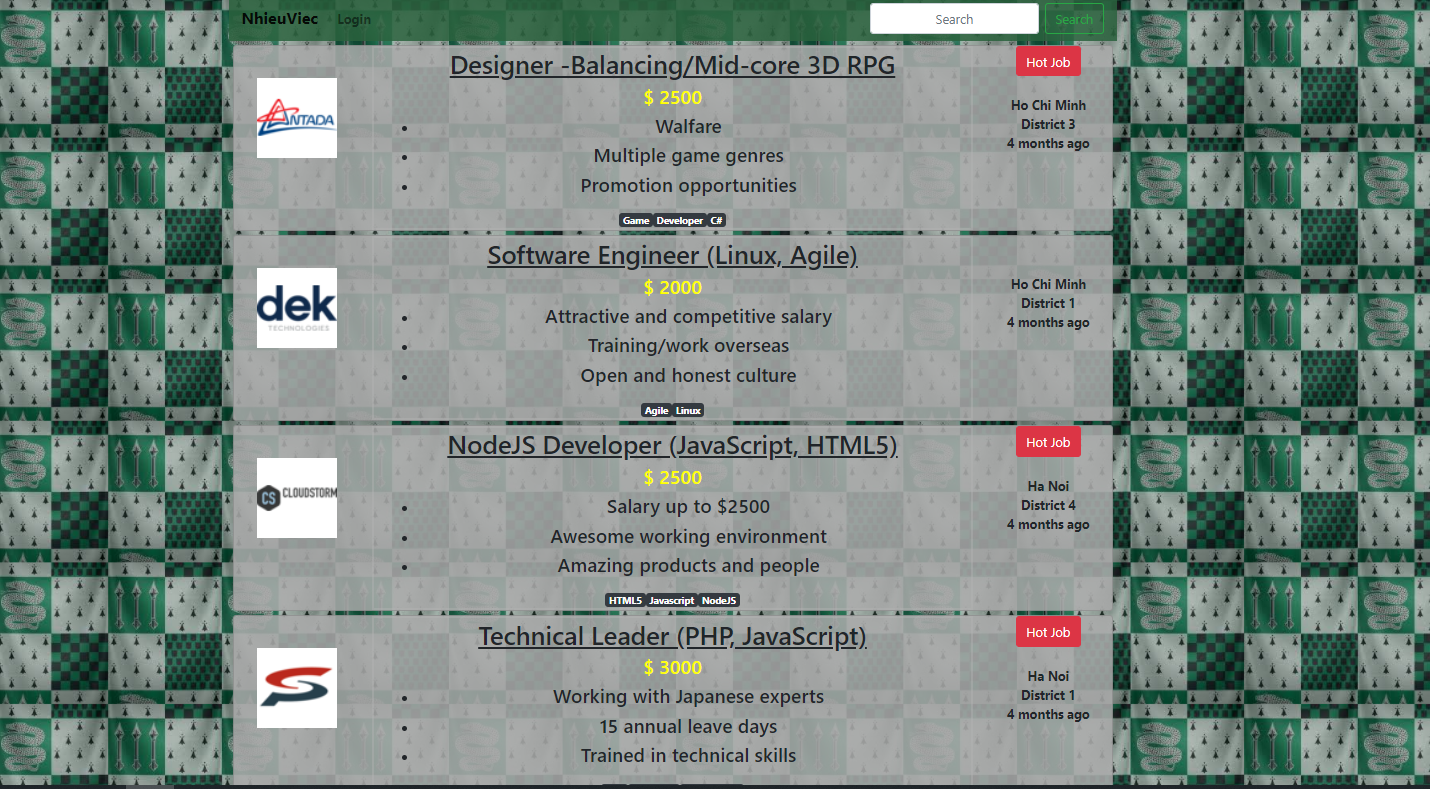 NhieuViec Login Search Search
Designer -Balancing/Mid-core 3D RPG
Hot Job
ANTADA
$ 2500
Walfare
Multiple game genres
Promotion opportunities
Game Developer C#
Ho Chi Minh
District 3
4 months ago
Software Engineer (Linux, Agile)
dek
TECHNOLOGIES
$ 2000
Attractive and competitive salary
Training/work overseas
Open and honest culture
Agile Linux
Ho Chi Minh
District 1
4 months ago
NodeJS Developer (JavaScript, HTML5)
Hot Job
CS CLOUDSTORM
$ 2500
Salary up to $2500
Awesome working environment
Amazing products and people
HTML5 Javascript NodeJS
Ha Noi
District 4
4 months ago
Technical Leader (PHP, JavaScript)
Hot Job
$ 3000
Working with Japanese experts
15 annual leave days
Trained in technical skills
Ha Noi
District 1
4 months ago